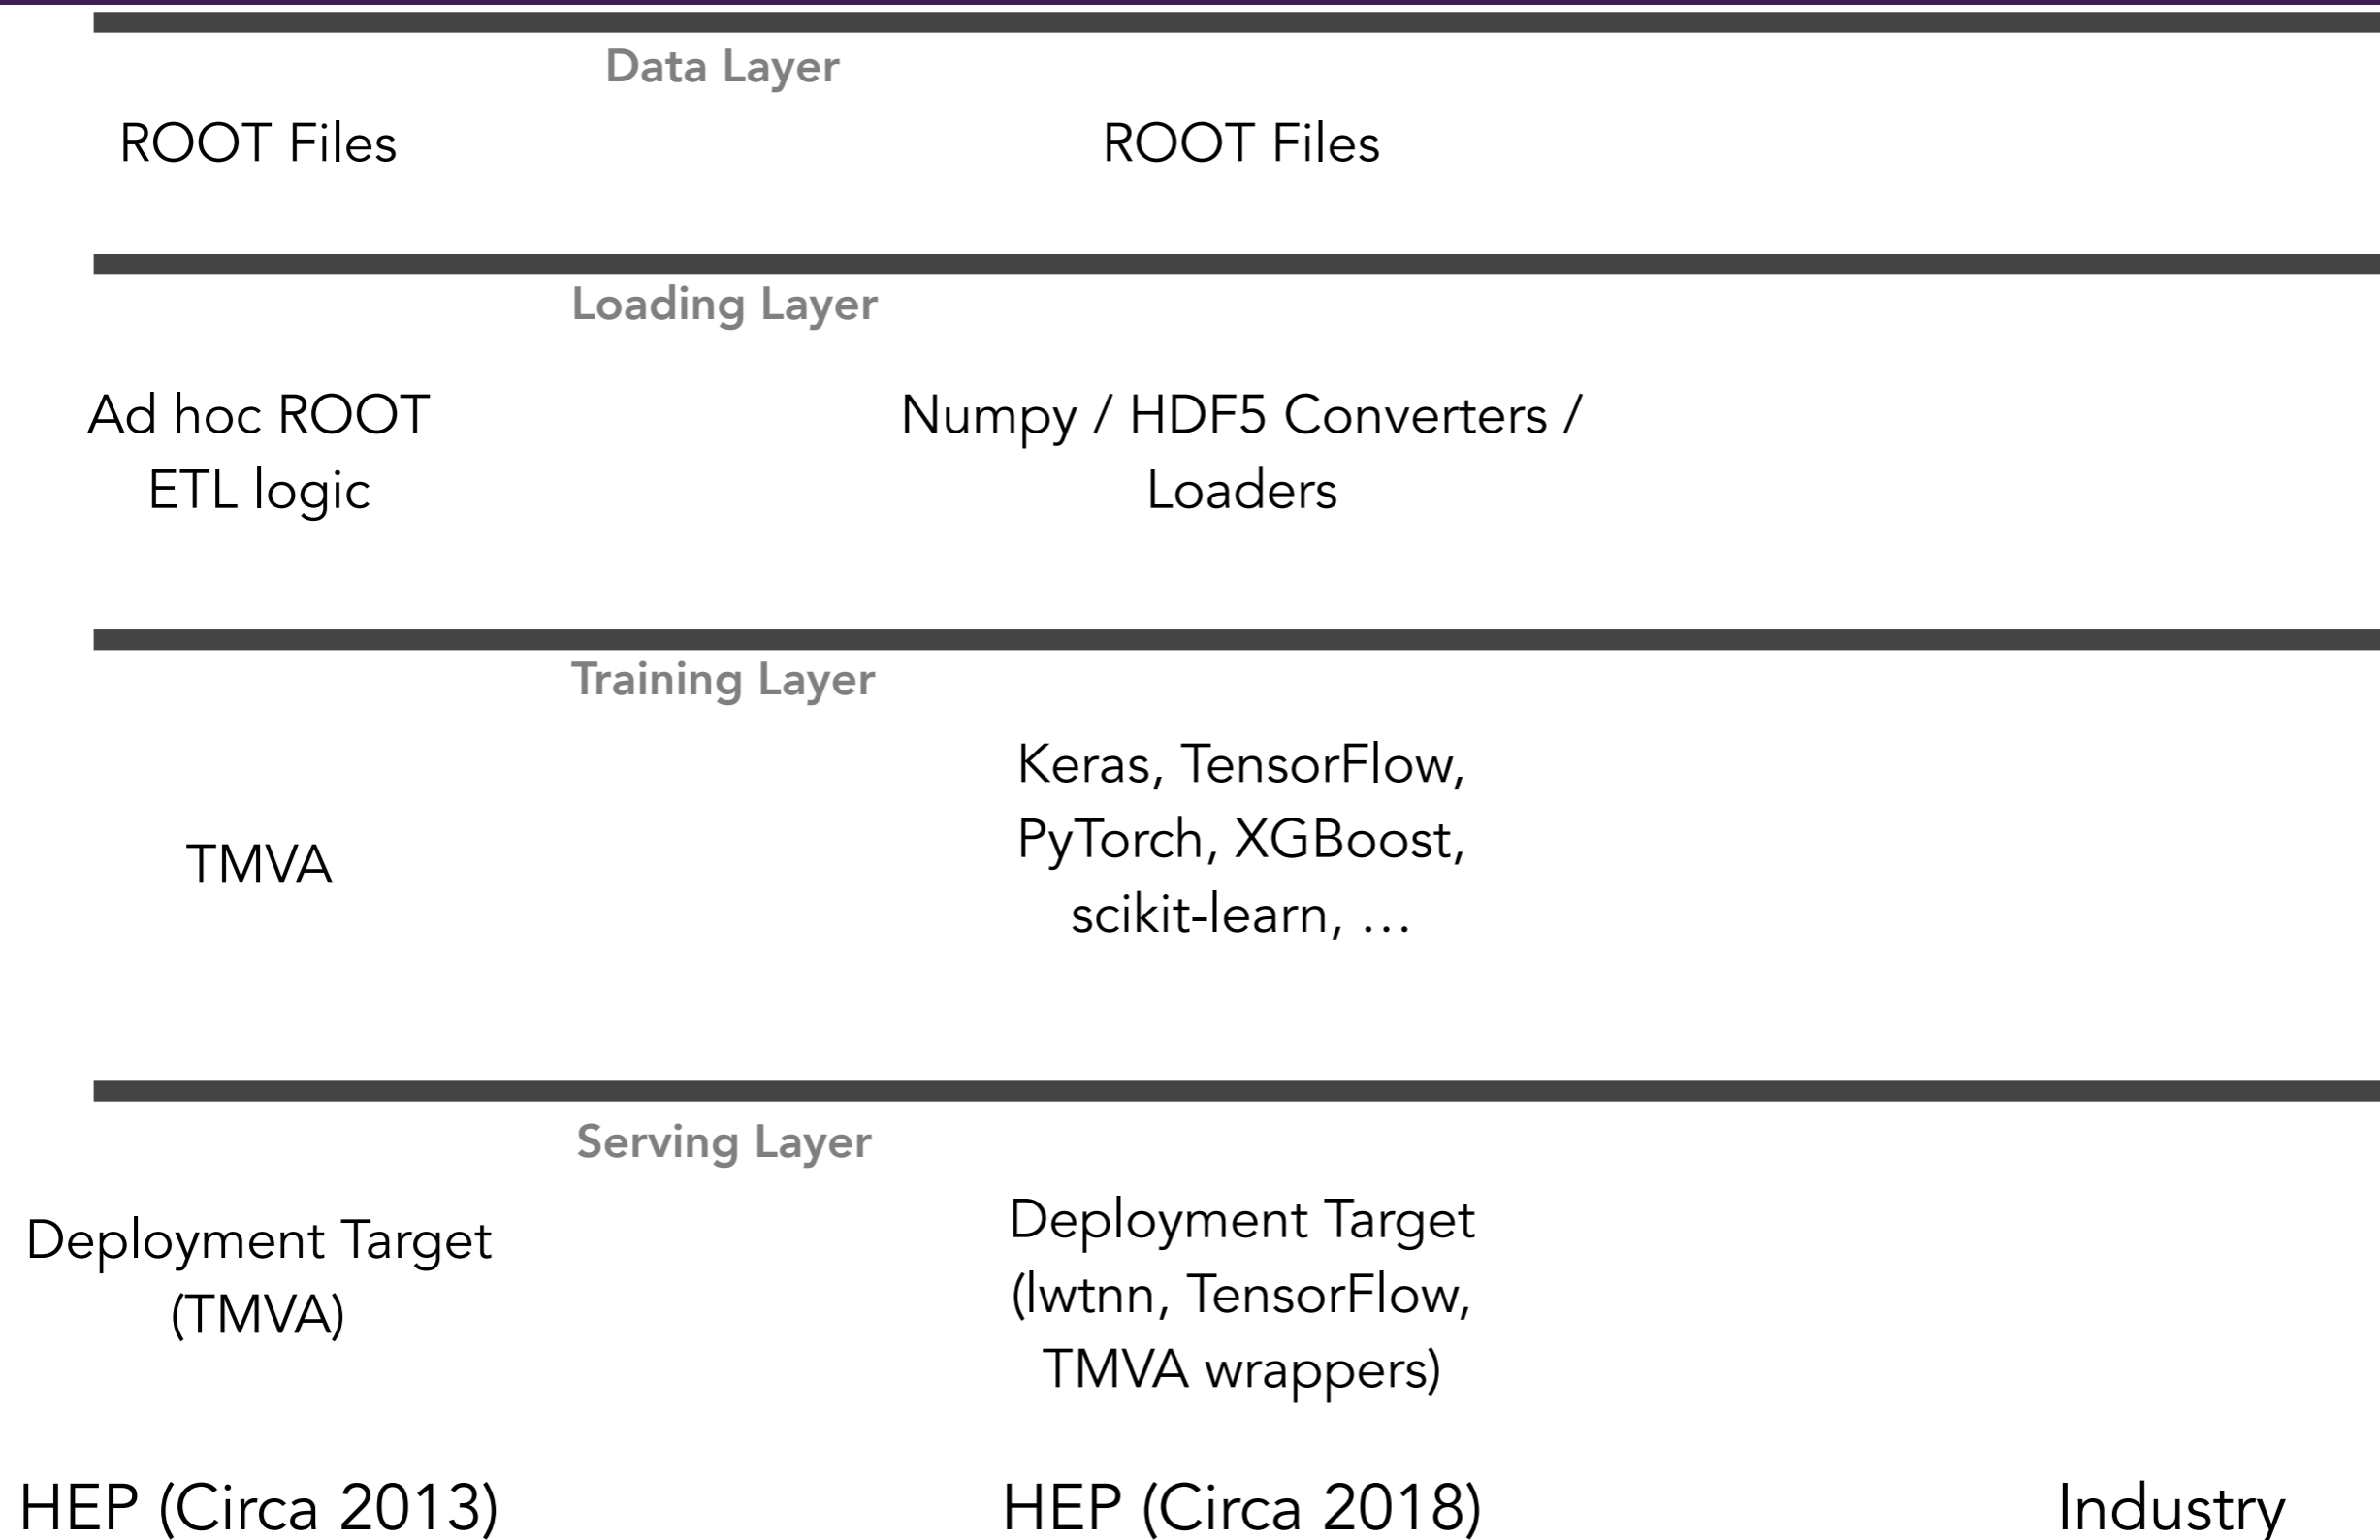 Data Layer
ROOT Files
ROOT Files
Loading Layer
Ad hoc ROOT
ETL logic
Numpy / HDF5 Converters /
Loaders
Training Layer
TMVA
Keras, TensorFlow,
PyTorch, XGBoost,
scikit-learn, …
Serving Layer
Deployment Target
(TMVA)
Deployment Target
(lwtnn, TensorFlow,
TMVA wrappers)
HEP (Circa 2013)
HEP (Circa 2018)
Industry